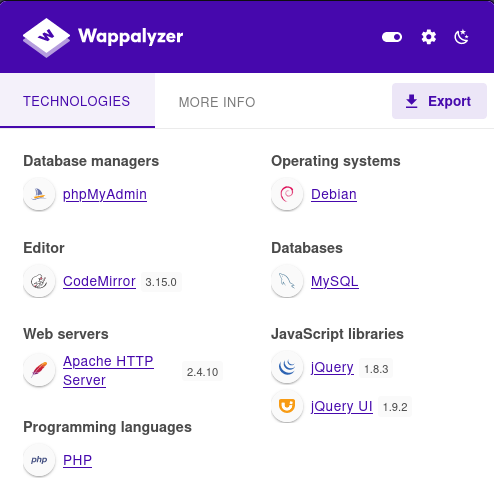 Wappalyzer
TECHNOLOGIES
MORE INFO
Export
Database managers
phpMyAdmin
Editor
CodeMirror 3.15.0
Web servers
Apache HTTP
Server 2.4.10
Programming languages
php PHP
Operating systems
Debian
Databases
MySQL
JavaScript libraries
jQuery 1.8.3
jQuery UI 1.9.2